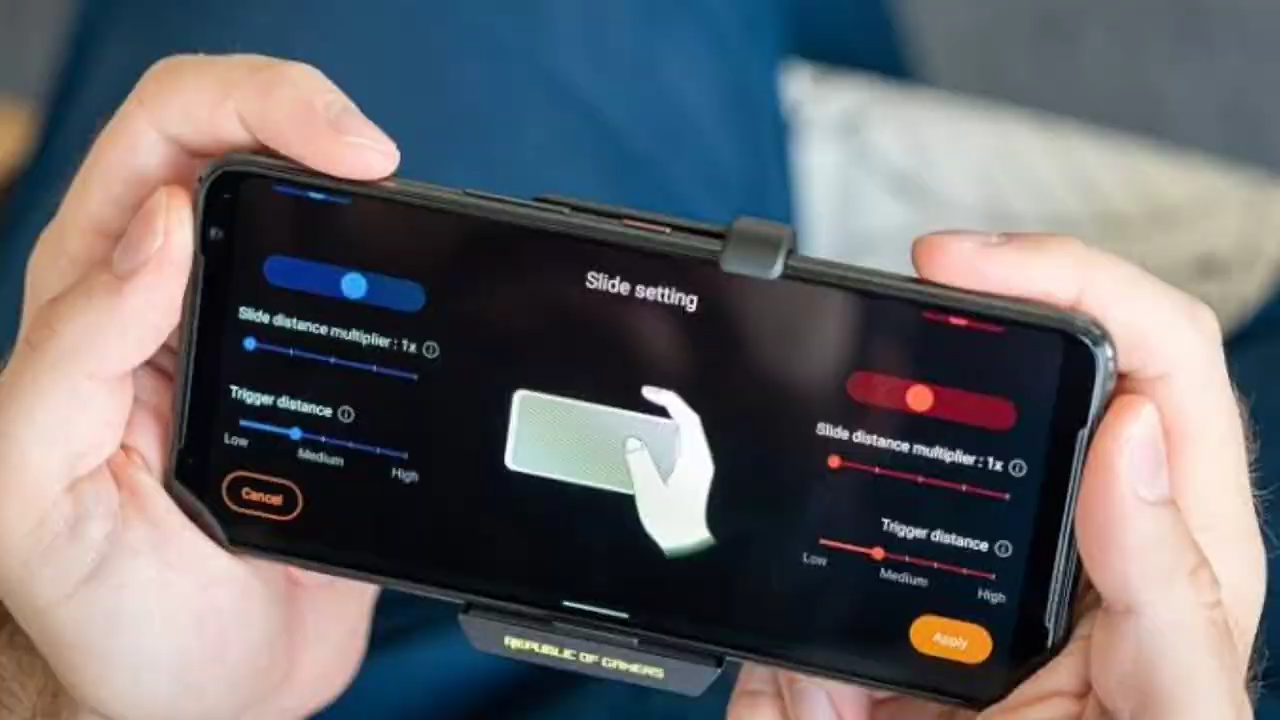 Slide setting
Slide distance multiplier : 1x
Trigger distance
Low
Medium
High
Cancel
Slide distance multiplier : 1x
Trigger distance
Low
Medium
High
Apply
REPUBLIC OF GAMERS